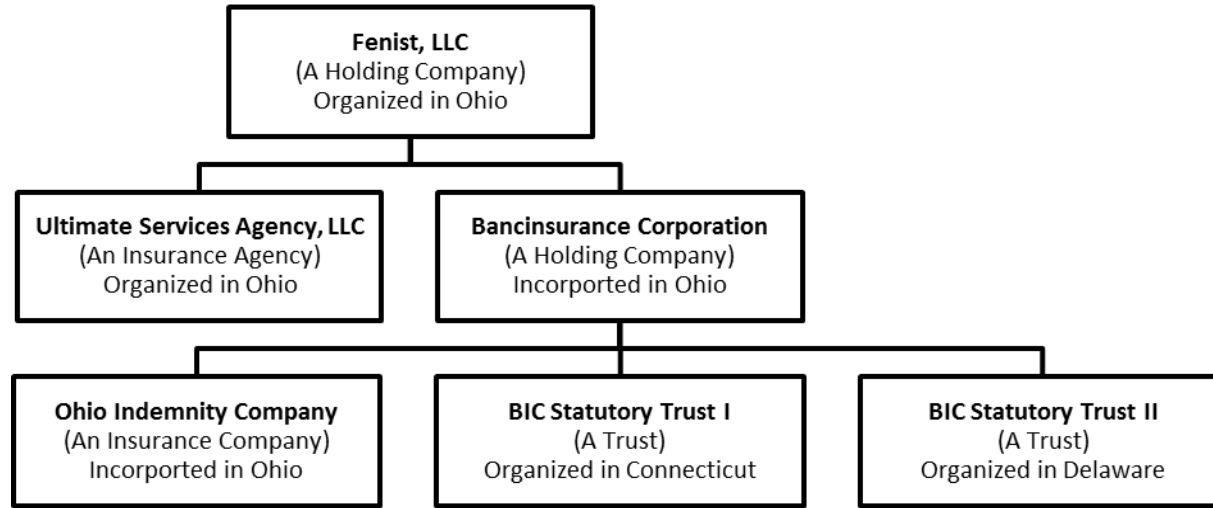 Fenist, LLC
(A Holding Company)
Organized in Ohio
Ultimate Services Agency, LLC
(An Insurance Agency)
Organized in Ohio
Bancinsurance Corporation
(A Holding Company)
Incorported in Ohio
Ohio Indemnity Company
(An Insurance Company)
Incorported in Ohio
BIC Statutory Trust I
(A Trust)
Organized in Connecticut
BIC Statutory Trust II
(A Trust)
Organized in Delaware